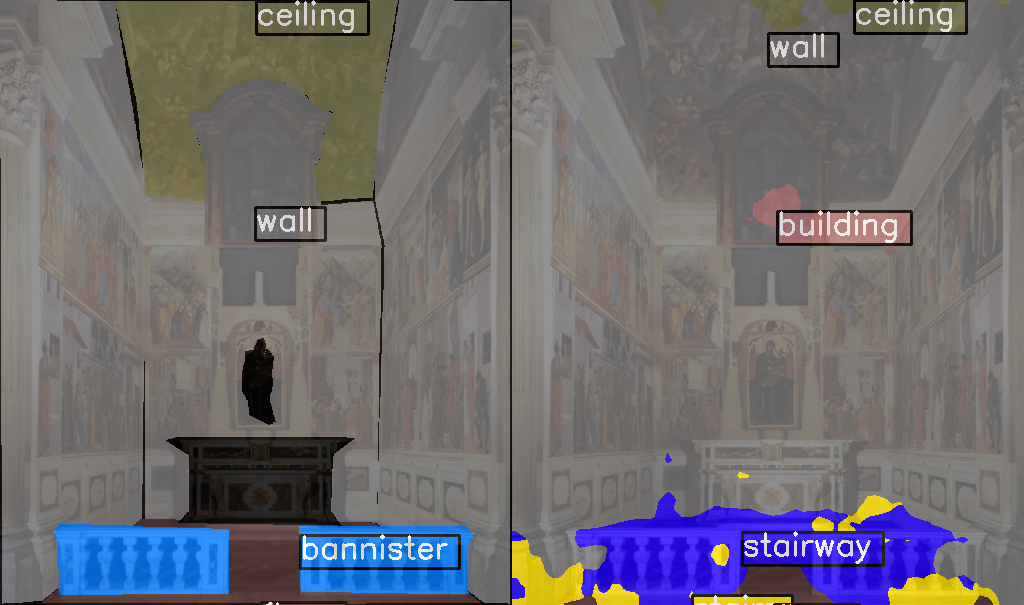 ceiling
wall
bannister
ceiling
wall
building
stairway